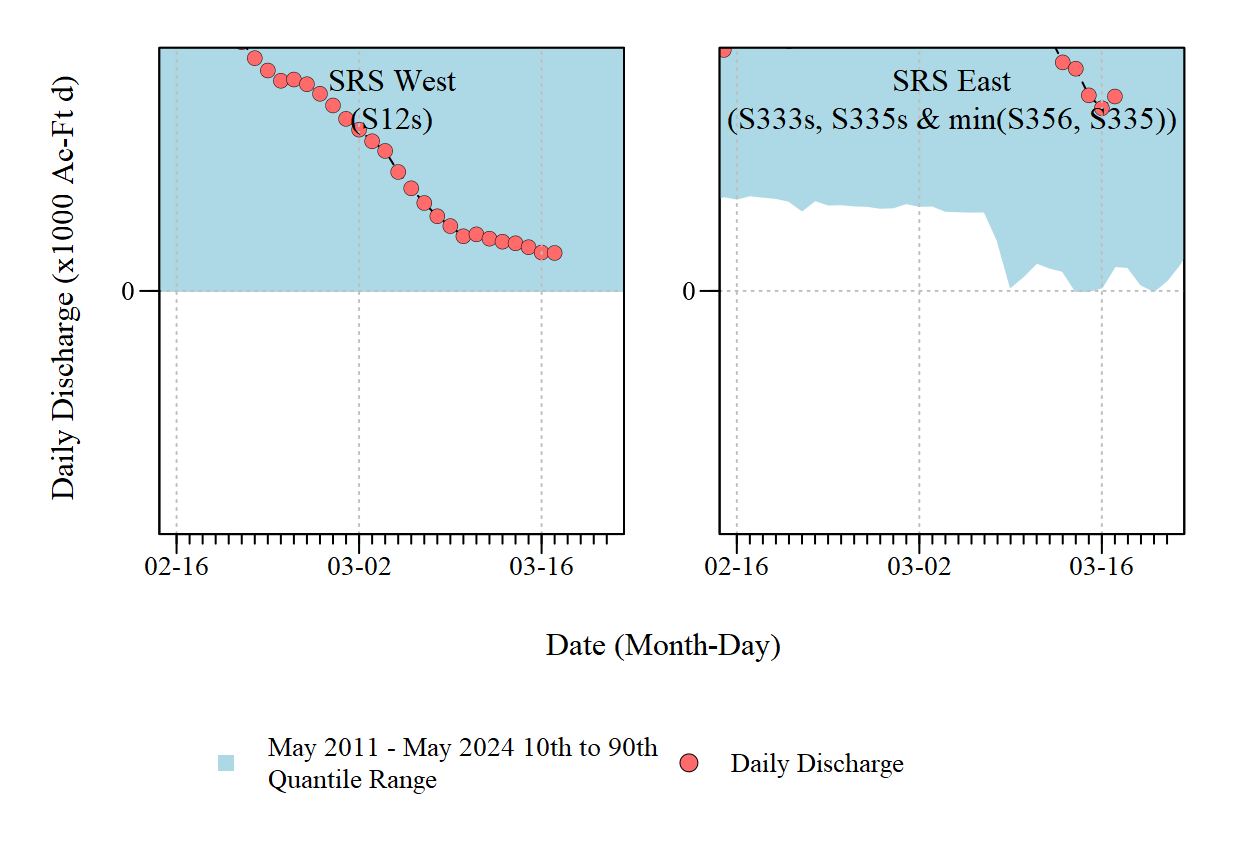 SRS West
(S12s)
SRS East
(S333s, S335s & min(S356, S335))
Daily Discharge (x1000 Ac-Ft d)
0
0
02-16
03-02
03-16
02-16
03-02
03-16
Date (Month-Day)
May 2011 - May 2024 10th to 90th
Quantile Range
Daily Discharge